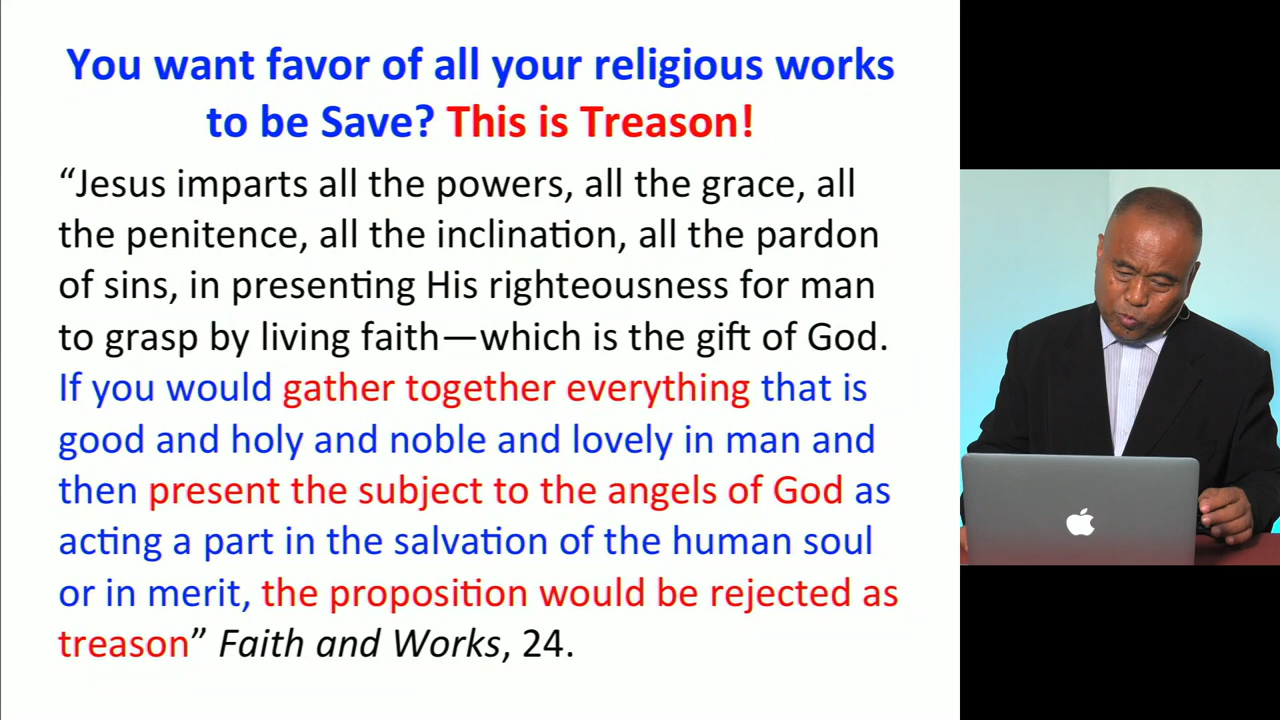 You want favor of all your religious works
to be Save? This is Treason!
“Jesus imparts all the powers, all the grace, all
the penitence, all the inclination, all the pardon
of sins, in presenting His righteousness for man
to grasp by living faith—which is the gift of God.
If you would gather together everything that is
good and holy and noble and lovely in man and
then present the subject to the angels of God as
acting a part in the salvation of the human soul
or in merit, the proposition would be rejected as
treason” Faith and Works, 24.